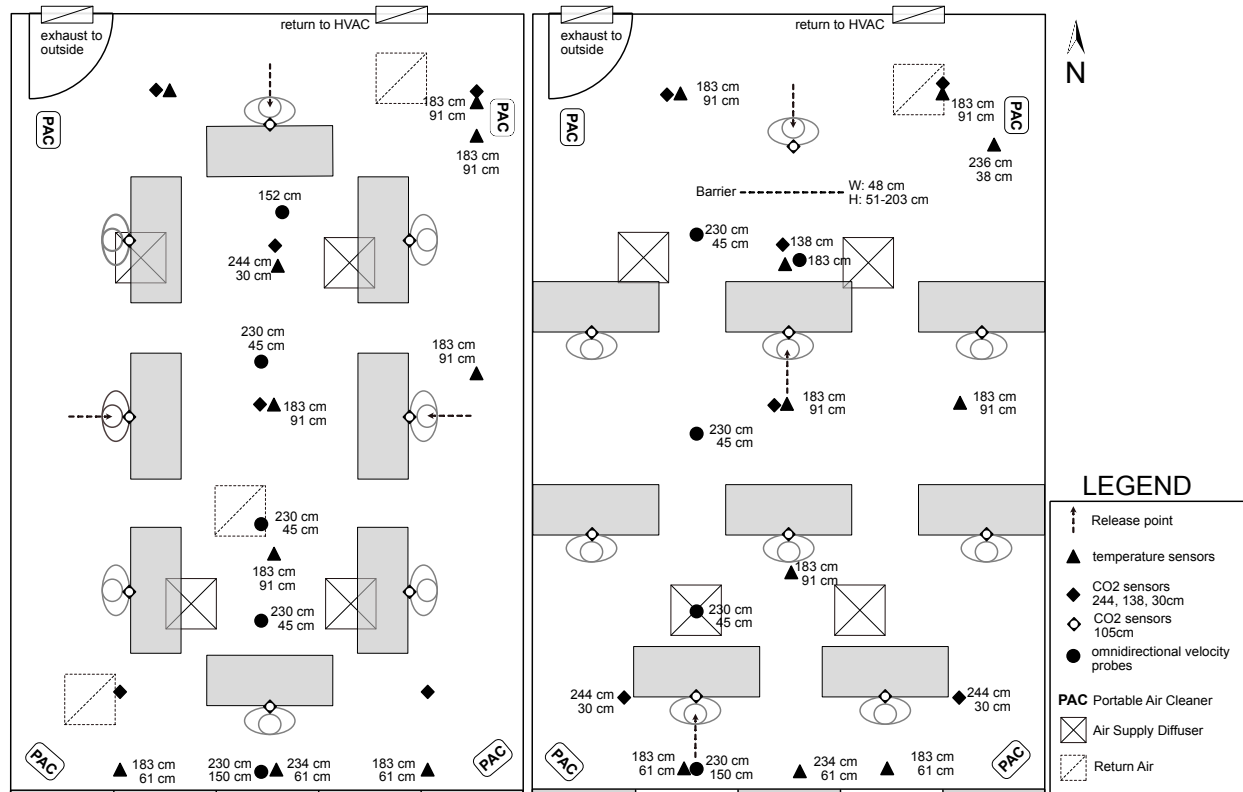 exhaust to
outside
return to HVAC
PAC
183 cm
91 cm
PAC
183 cm
91 cm
152 cm
244 cm
30 cm
230 cm
45 cm
183 cm
91 cm
183 cm
91 cm
230 cm
45 cm
183 cm
91 cm
230 cm
45 cm
PAC
183 cm
61 cm
230 cm
150 cm
234 cm
61 cm
183 cm
61 cm
PAC
exhaust to
outside
return to HVAC
PAC
183 cm
91 cm
183 cm
91 cm
PAC
236 cm
38 cm
Barrier
W: 48 cm
H: 51-203 cm
230 cm
45 cm
138 cm
183 cm
183 cm
91 cm
183 cm
91 cm
230 cm
45 cm
183 cm
91 cm
230 cm
45 cm
244 cm
30 cm
244 cm
30 cm
PAC
183 cm
61 cm
230 cm
150 cm
234 cm
61 cm
183 cm
61 cm
PAC
N
LEGEND
Release point
temperature sensors
CO2 sensors
244, 138, 30cm
CO2 sensors
105cm
omnidirectional velocity
probes
PAC Portable Air Cleaner
Air Supply Diffuser
Return Air